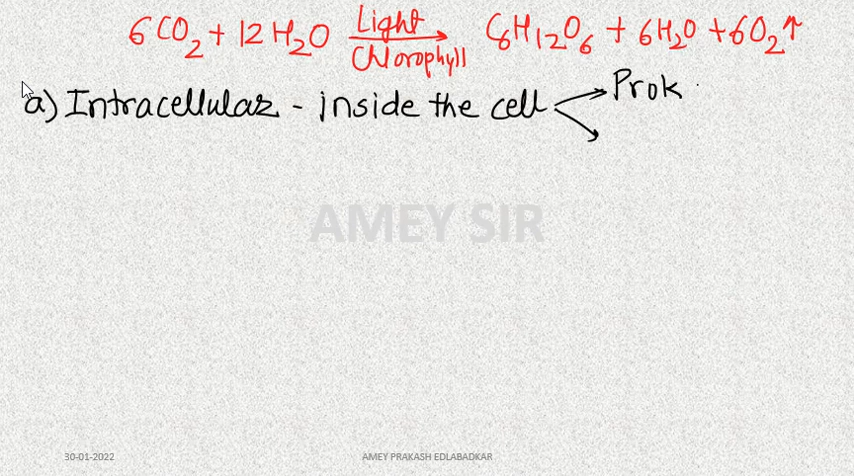 6CO₂ + 12H₂O Light Chlorophyll C₆H₁₂O₆ + 6H₂O + 6O₂↑
a) Intracellular - inside the cell Prok
AMEY SIR
30-01-2022 AMEY PRAKASH EDLABADKAR